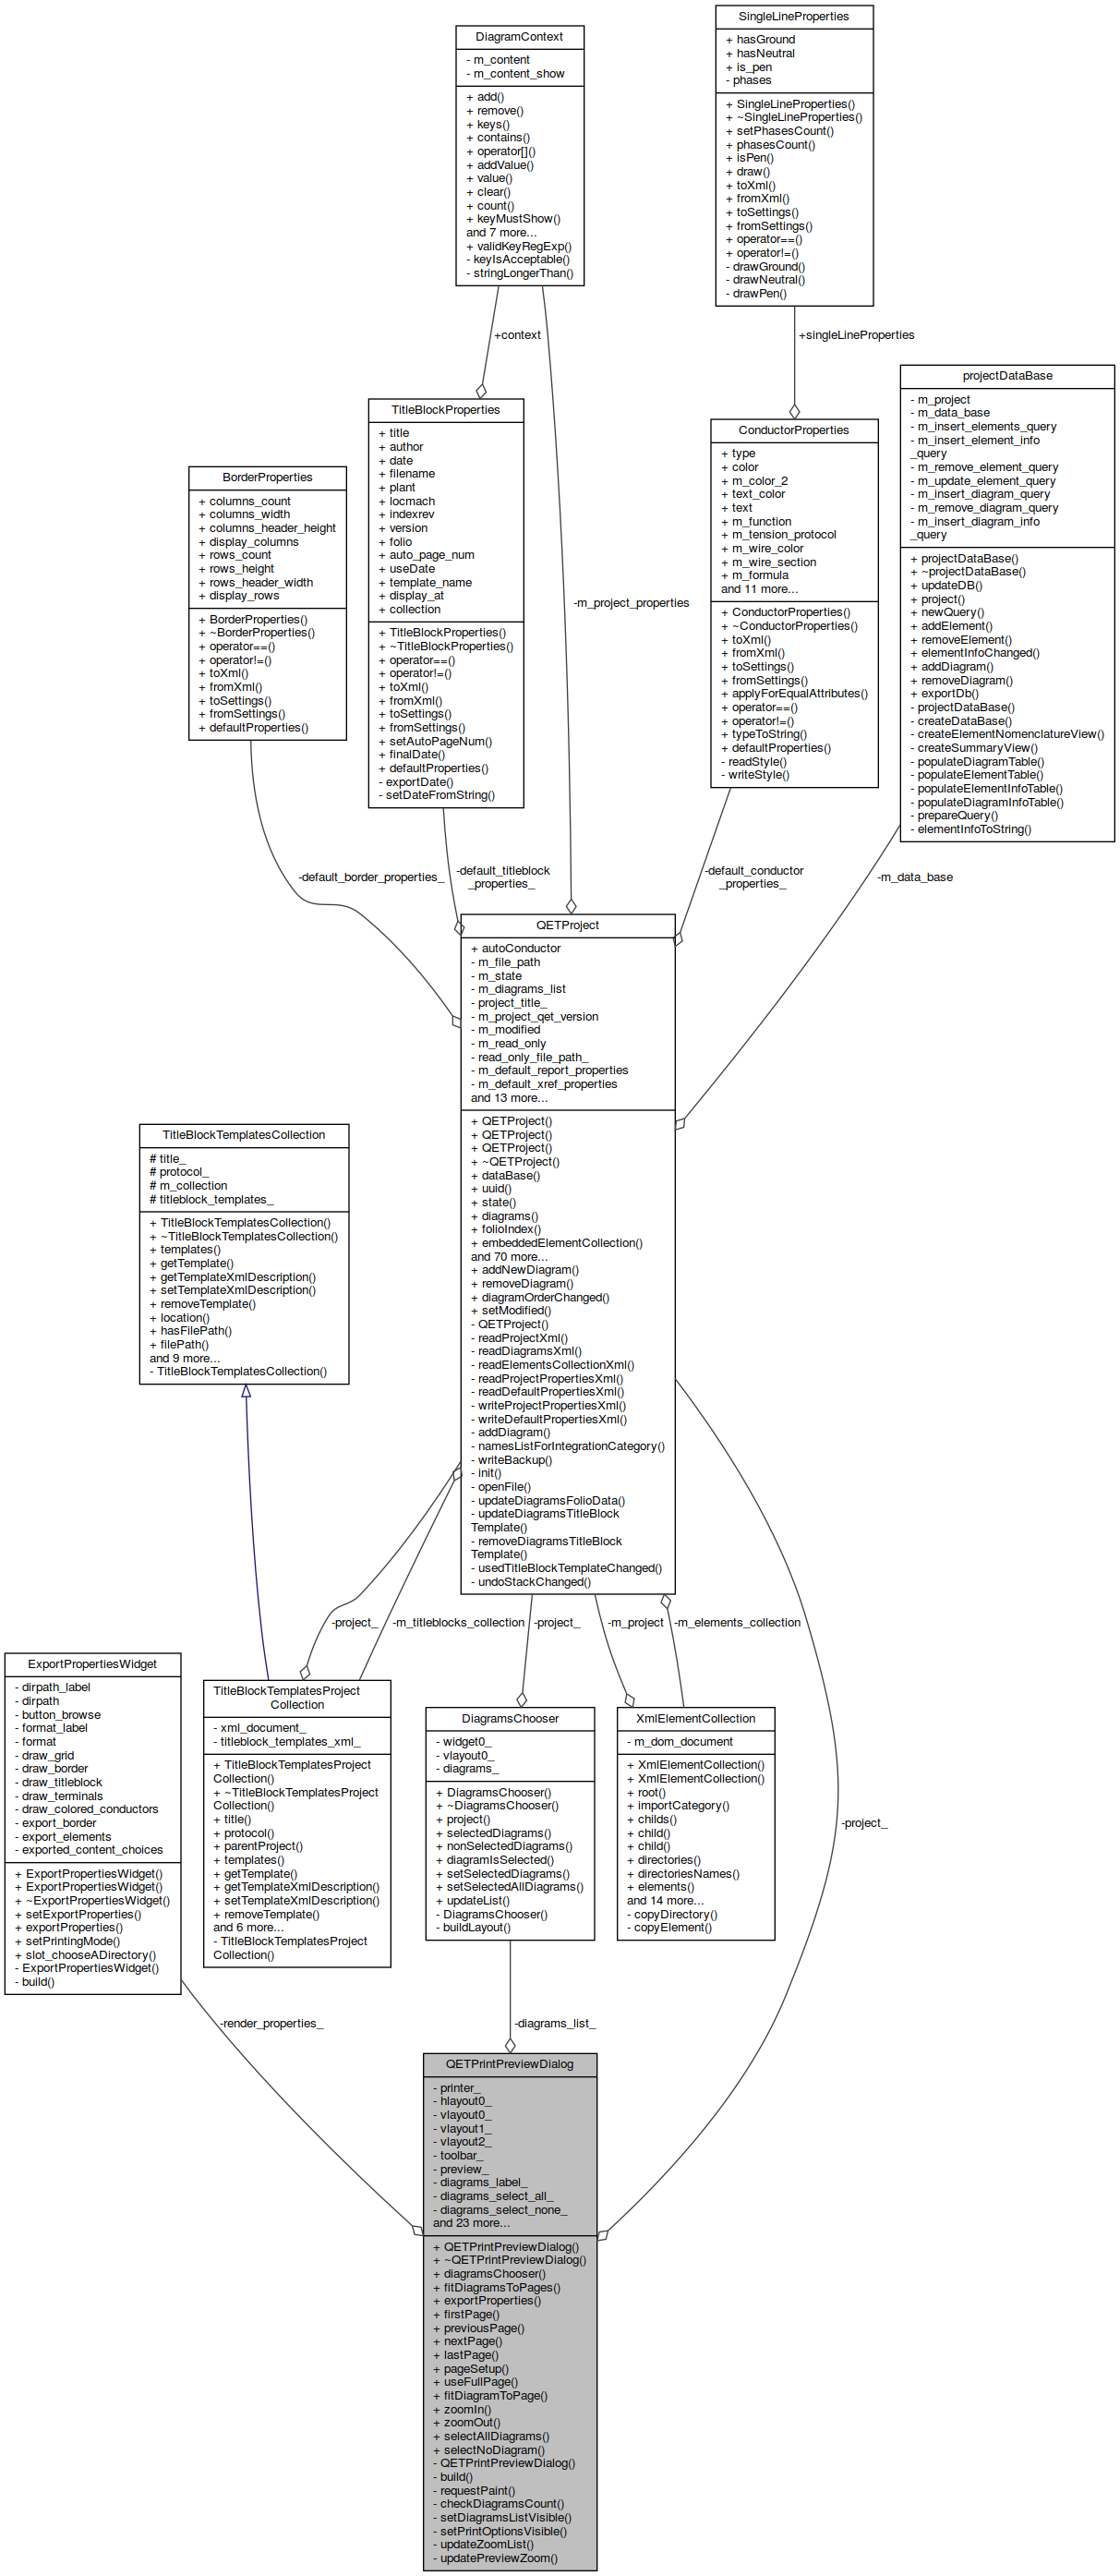 SingleLineProperties
+ hasGround
+ hasNeutral
+ is_pen
- phases
+ SingleLineProperties()
+ ~SingleLineProperties()
+ setPhasesCount()
+ phasesCount()
+ isPen()
+ draw()
+ toXml()
+ fromXml()
+ toSettings()
+ fromSettings()
+ operator==()
+ operator!=()
- drawGround()
- drawNeutral()
- drawPen()
DiagramContext
- m_content
- m_content_show
+ add()
+ remove()
+ keys()
+ contains()
+ operator[]()
+ addValue()
+ value()
+ clear()
+ count()
+ keyMustShow()
and 7 more...
+ validKeyRegExp()
- keyIsAcceptable()
- stringLongerThan()
+context
+singleLineProperties
projectDataBase
- m_project
- m_data_base
- m_insert_elements_query
- m_insert_element_info
_query
- m_remove_element_query
- m_update_element_query
- m_insert_diagram_query
- m_remove_diagram_query
- m_insert_diagram_info
_query
+ projectDataBase()
+ ~projectDataBase()
+ updateDB()
+ project()
+ newQuery()
+ addElement()
+ removeElement()
+ elementInfoChanged()
+ addDiagram()
+ removeDiagram()
+ exportDb()
- projectDataBase()
- createDataBase()
- createElementNomenclatureView()
- createSummaryView()
- populateDiagramTable()
- populateElementTable()
- populateElementInfoTable()
- populateDiagramInfoTable()
- prepareQuery()
- elementInfoToString()
TitleBlockProperties
+ title
+ author
+ date
+ filename
+ plant
+ locmach
+ indexrev
+ version
+ folio
+ auto_page_num
+ useDate
+ template_name
+ display_at
+ collection
+ TitleBlockProperties()
+ ~TitleBlockProperties()
+ operator==()
+ operator!=()
+ toXml()
+ fromXml()
+ toSettings()
+ fromSettings()
+ setAutoPageNum()
+ finalDate()
+ defaultProperties()
- exportDate()
- setDateFromString()
ConductorProperties
+ type
+ color
+ m_color_2
+ text_color
+ text
+ m_function
+ m_tension_protocol
+ m_wire_color
+ m_wire_section
+ m_formula
and 11 more...
+ ConductorProperties()
+ ~ConductorProperties()
+ toXml()
+ fromXml()
+ toSettings()
+ fromSettings()
+ applyForEqualAttributes()
+ operator==()
+ operator!=()
+ typeToString()
+ defaultProperties()
- readStyle()
- writeStyle()
BorderProperties
+ columns_count
+ columns_width
+ columns_header_height
+ display_columns
+ rows_count
+ rows_height
+ rows_header_width
+ display_rows
+ BorderProperties()
+ ~BorderProperties()
+ operator==()
+ operator!=()
+ toXml()
+ fromXml()
+ toSettings()
+ fromSettings()
+ defaultProperties()
-m_project_properties
-default_border_properties_
-default_titleblock
_properties_
-default_conductor
_properties_
-m_data_base
QETProject
+ autoConductor
- m_file_path
- m_state
- m_diagrams_list
- project_title_
- m_project_qet_version
- m_modified
- m_read_only
- read_only_file_path_
- m_default_report_properties
- m_default_xref_properties
and 13 more...
+ QETProject()
+ QETProject()
+ QETProject()
+ ~QETProject()
+ dataBase()
+ uuid()
+ state()
+ diagrams()
+ folioIndex()
+ embeddedElementCollection()
and 70 more...
+ addNewDiagram()
+ removeDiagram()
+ diagramOrderChanged()
+ setModified()
- QETProject()
- readProjectXml()
- readDiagramsXml()
- readElementsCollectionXml()
- readProjectPropertiesXml()
- readDefaultPropertiesXml()
- writeProjectPropertiesXml()
- writeDefaultPropertiesXml()
- addDiagram()
- namesListForIntegrationCategory()
- writeBackup()
- init()
- openFile()
- updateDiagramsFolioData()
- updateDiagramsTitleBlock
Template()
- removeDiagramsTitleBlock
Template()
- usedTitleBlockTemplateChanged()
- undoStackChanged()
TitleBlockTemplatesCollection
# title_
# protocol_
# m_collection
# titleblock_templates_
+ TitleBlockTemplatesCollection()
+ ~TitleBlockTemplatesCollection()
+ templates()
+ getTemplate()
+ getTemplateXmlDescription()
+ setTemplateXmlDescription()
+ removeTemplate()
+ location()
+ hasFilePath()
+ filePath()
and 9 more...
- TitleBlockTemplatesCollection()
-project_
-m_titleblocks_collection
-project_
-m_project
-m_elements_collection
ExportPropertiesWidget
- dirpath_label
- dirpath
- button_browse
- format_label
- format
- draw_grid
- draw_border
- draw_titleblock
- draw_terminals
- draw_colored_conductors
- export_border
- export_elements
- exported_content_choices
+ ExportPropertiesWidget()
+ ExportPropertiesWidget()
+ ~ExportPropertiesWidget()
+ setExportProperties()
+ exportProperties()
+ setPrintingMode()
+ slot_chooseADirectory()
- ExportPropertiesWidget()
- build()
TitleBlockTemplatesProject
Collection
- xml_document_
- titleblock_templates_xml_
+ TitleBlockTemplatesProject
Collection()
+ ~TitleBlockTemplatesProject
Collection()
+ title()
+ protocol()
+ parentProject()
+ templates()
+ getTemplate()
+ getTemplateXmlDescription()
+ setTemplateXmlDescription()
+ removeTemplate()
and 6 more...
- TitleBlockTemplatesProject
Collection()
DiagramsChooser
- widget0_
- vlayout0_
- diagrams_
+ DiagramsChooser()
+ ~DiagramsChooser()
+ project()
+ selectedDiagrams()
+ nonSelectedDiagrams()
+ diagramIsSelected()
+ setSelectedDiagrams()
+ setSelectedAllDiagrams()
+ updateList()
- DiagramsChooser()
- buildLayout()
XmlElementCollection
- m_dom_document
+ XmlElementCollection()
+ XmlElementCollection()
+ root()
+ importCategory()
+ childs()
+ child()
+ child()
+ directories()
+ directoriesNames()
+ elements()
and 14 more...
- copyDirectory()
- copyElement()
-project_
-render_properties_
-diagrams_list_
QETPrintPreviewDialog
- printer_
- hlayout0_
- vlayout0_
- vlayout1_
- vlayout2_
- toolbar_
- preview_
- diagrams_label_
- diagrams_select_all_
- diagrams_select_none_
and 23 more...
+ QETPrintPreviewDialog()
+ ~QETPrintPreviewDialog()
+ diagramsChooser()
+ fitDiagramsToPages()
+ exportProperties()
+ firstPage()
+ previousPage()
+ nextPage()
+ lastPage()
+ pageSetup()
+ useFullPage()
+ fitDiagramToPage()
+ zoomIn()
+ zoomOut()
+ selectAllDiagrams()
+ selectNoDiagram()
- QETPrintPreviewDialog()
- build()
- requestPaint()
- checkDiagramsCount()
- setDiagramsListVisible()
- setPrintOptionsVisible()
- updateZoomList()
- updatePreviewZoom()